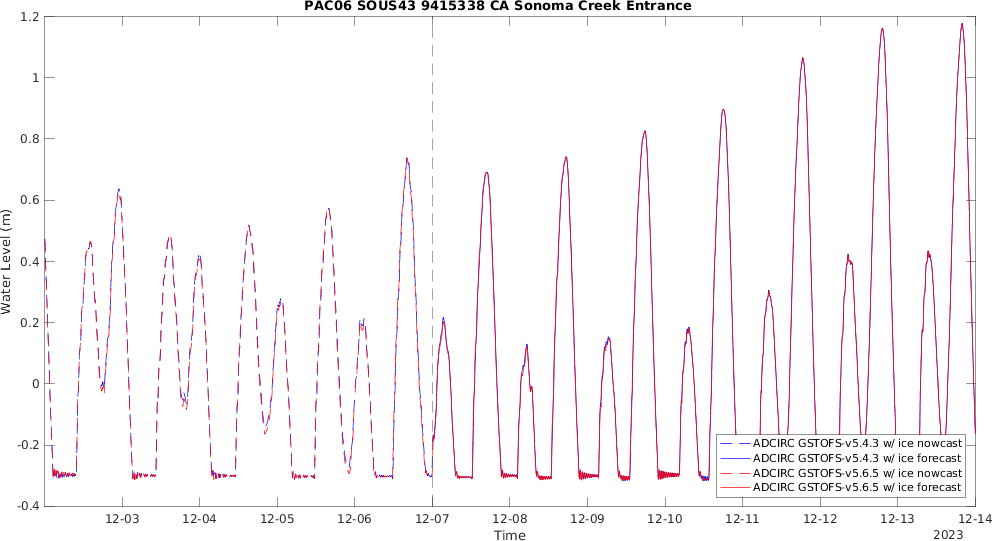 PAC06 SOUS43 9415338 CA Sonoma Creek Entrance
1.2
1
0.8
0.6
0.4
0.2
0
-0.2
-0.4
Water Level (m)
ADCIRC GSTOFS-v5.4.3 w/ ice nowcast
ADCIRC GSTOFS-v5.4.3 w/ ice forecast
ADCIRC GSTOFS-v5.6.5 w/ ice nowcast
ADCIRC GSTOFS-v5.6.5 w/ ice forecast
12-03 12-04 12-05 12-06 12-07 12-08 12-09 12-10 12-11 12-12 12-13 12-14
Time
2023